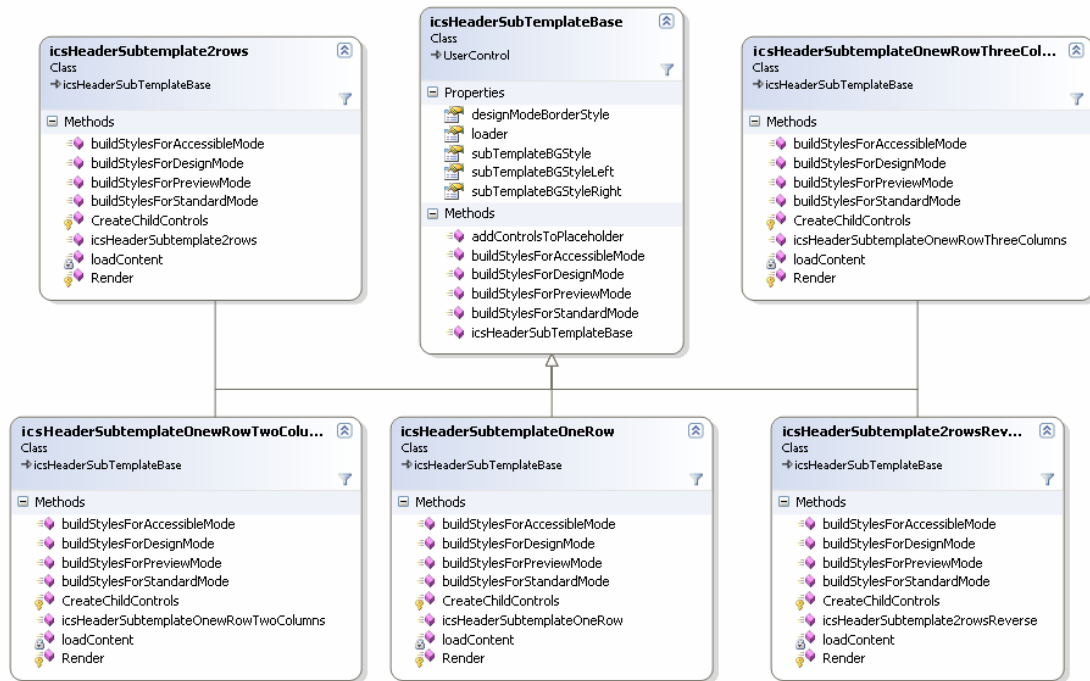 icsHeaderSubtemplate2rows
Class
icsHeaderSubTemplateBase
Methods
buildStylesForAccessibleMode
buildStylesForDesignMode
buildStylesForPreviewMode
buildStylesForStandardMode
CreateChildControls
icsHeaderSubtemplate2rows
loadContent
Render
icsHeaderSubTemplateBase
Class
UserControl
Properties
designModeBorderStyle
loader
subTemplateBGStyle
subTemplateBGStyleLeft
subTemplateBGStyleRight
Methods
addControlsToPlaceholder
buildStylesForAccessibleMode
buildStylesForDesignMode
buildStylesForPreviewMode
buildStylesForStandardMode
icsHeaderSubTemplateBase
icsHeaderSubtemplateOnewRowThreeCol...
Class
icsHeaderSubTemplateBase
Methods
buildStylesForAccessibleMode
buildStylesForDesignMode
buildStylesForPreviewMode
buildStylesForStandardMode
CreateChildControls
icsHeaderSubtemplateOnewRowThreeColumns
loadContent
Render
icsHeaderSubtemplateOnewRowTwoColu...
Class
icsHeaderSubTemplateBase
Methods
buildStylesForAccessibleMode
buildStylesForDesignMode
buildStylesForPreviewMode
buildStylesForStandardMode
CreateChildControls
icsHeaderSubtemplateOnewRowTwoColumns
loadContent
Render
icsHeaderSubtemplateOneRow
Class
icsHeaderSubTemplateBase
Methods
buildStylesForAccessibleMode
buildStylesForDesignMode
buildStylesForPreviewMode
buildStylesForStandardMode
CreateChildControls
icsHeaderSubtemplateOneRow
loadContent
Render
icsHeaderSubtemplate2rowsRev...
Class
icsHeaderSubTemplateBase
Methods
buildStylesForAccessibleMode
buildStylesForDesignMode
buildStylesForPreviewMode
buildStylesForStandardMode
CreateChildControls
icsHeaderSubtemplate2rowsReverse
loadContent
Render